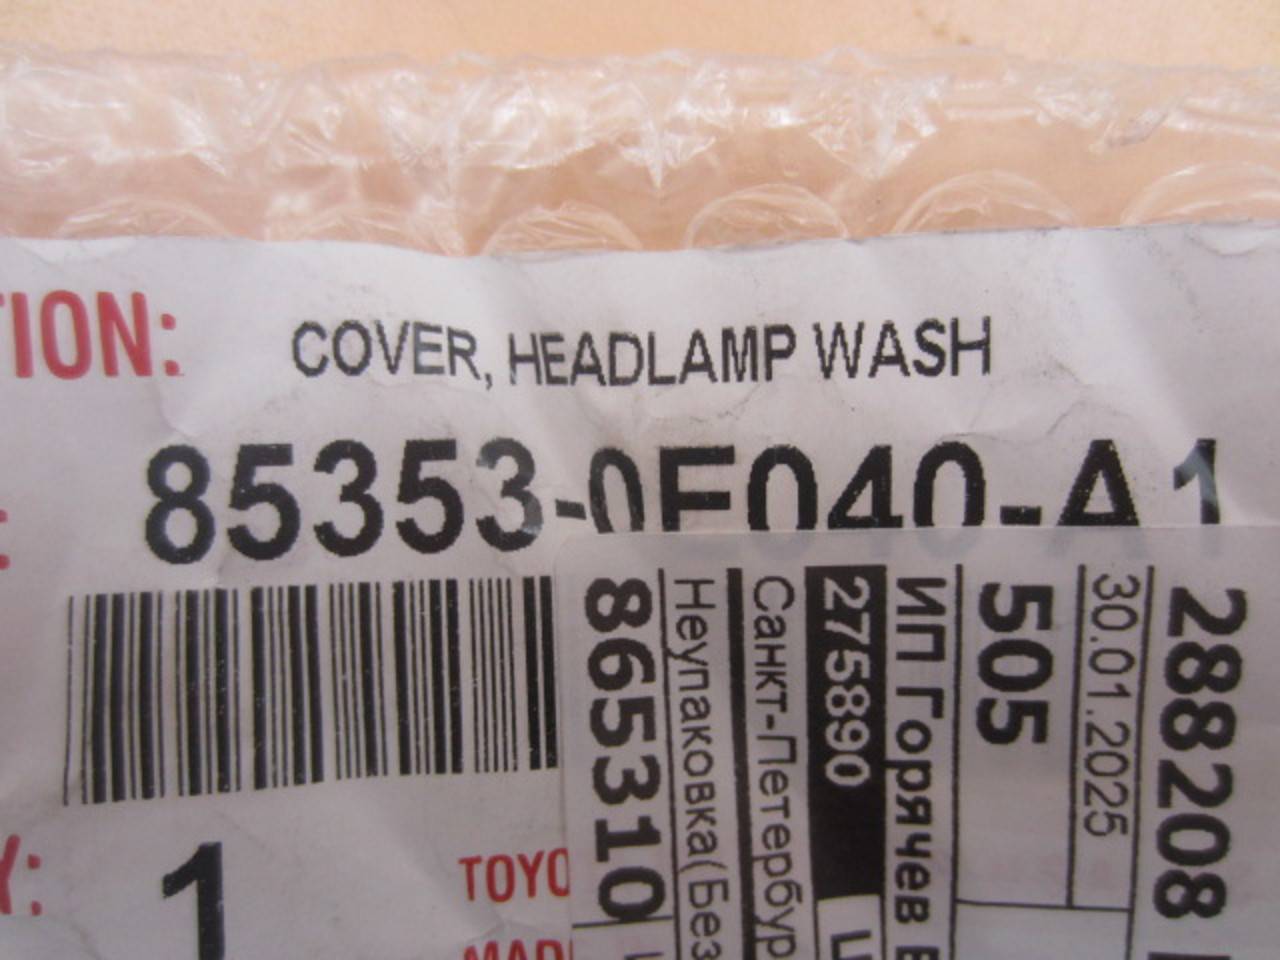 TION: COVER, HEADLAMP WASH
: 85353-0E040-A1
Y: 1
TOYO
MAD
288208
30.01.2025
505
ИП Горячев
275890
Санкт-Петербур
Неупаковка(Без
865310